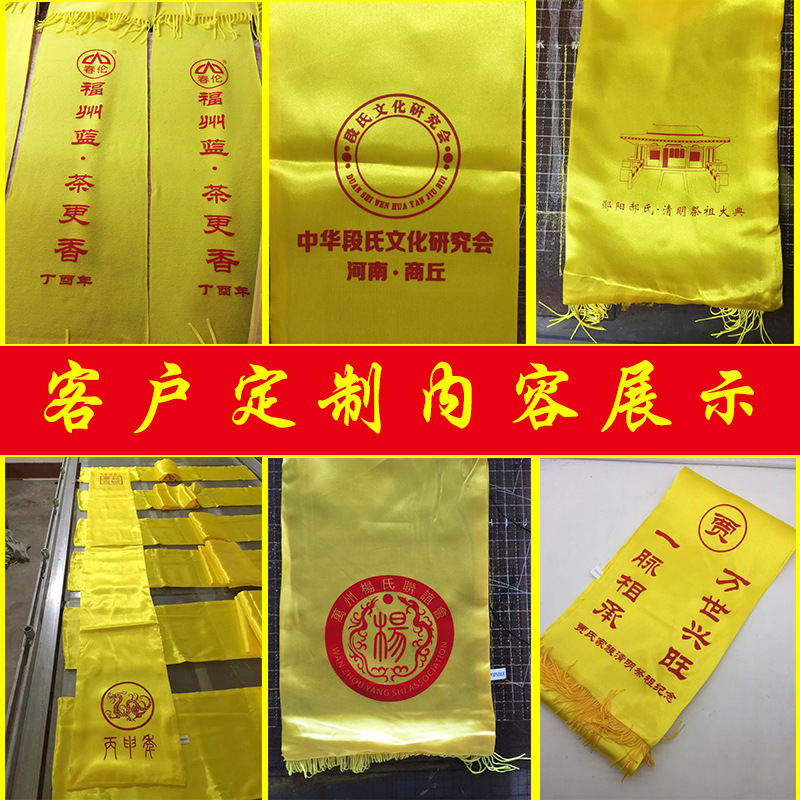 春伦
福州蓝·茶更香
丁酉年
春伦
福州蓝·茶更香
丁酉年
段氏文化研究会
DUAN SHI WEN HUA YAN JIU HUI
中华段氏文化研究会
河南·商丘
郧阳郝氏·清明祭祖大典
客户定制内容展示
丙申年
萬州楊氏聯誼會
楊
WANZHOU YANG SHI ASSOCIATION
贾
万世兴旺
一脉相承
贾氏家族清明祭祖纪念